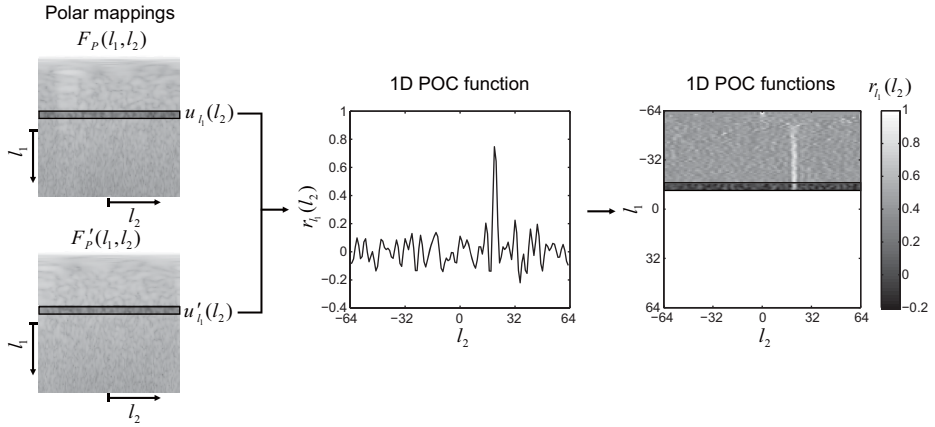 Polar mappings
F_P(l_1,l_2)
u_{l_1}(l_2)
l_1
l_2
F_P'(l_1,l_2)
u'_{l_1}(l_2)
l_1
l_2
1D POC function
r_{l_1}(l_2)
1
0.8
0.6
0.4
0.2
0
−0.2
−0.4
−64 −32 0 32 64
l_2
1D POC functions
l_1
−64
−32
0
32
64
−64 −32 0 32 64
l_2
r_{l_1}(l_2)
1
0.8
0.6
0.4
0.2
0
−0.2